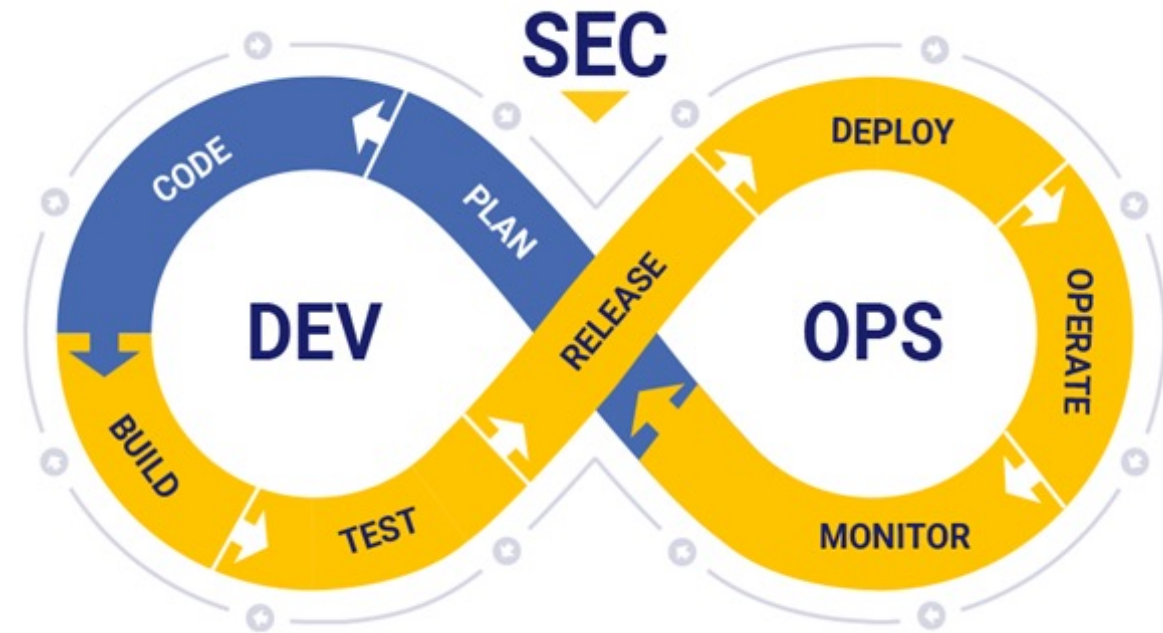 SEC
DEV
OPS
PLAN
CODE
BUILD
TEST
RELEASE
DEPLOY
OPERATE
MONITOR